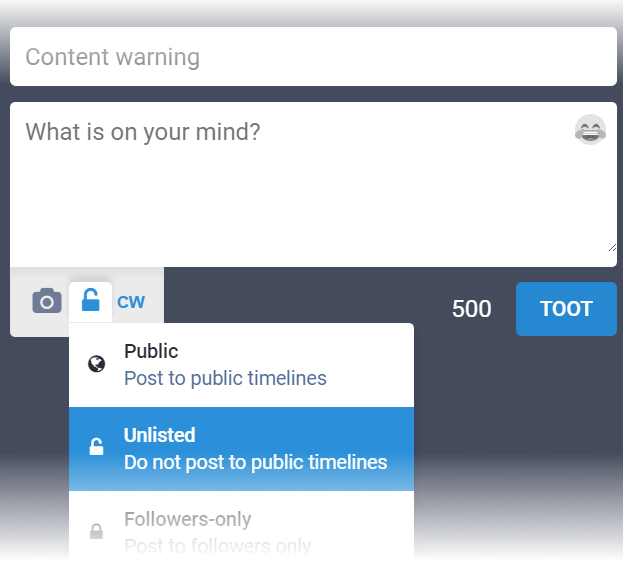 Content warning
What is on your mind?
CW
500
TOOT
Public
Post to public timelines
Unlisted
Do not post to public timelines
Followers-only
Post to followers only